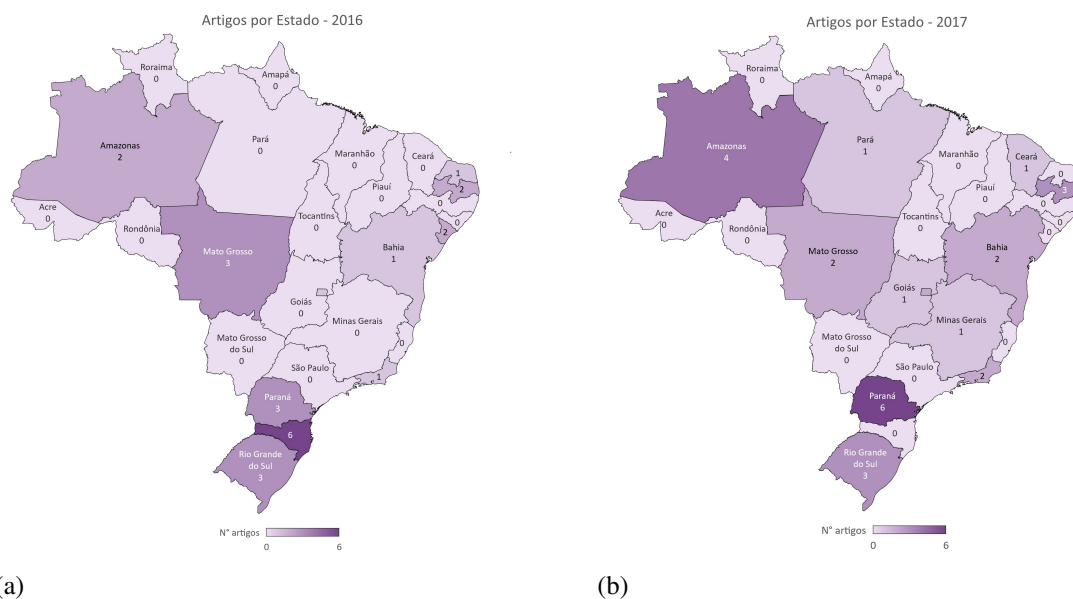 Artigos por Estado - 2016
Roraima
0
Amapá
0
Amazonas
2
Pará
0
Maranhão
0
Ceará
0
1
2
Piauí
0
0
0
2
Acre
0
Rondônia
0
Tocantins
0
Mato Grosso
3
Bahia
1
Goiás
0
Minas Gerais
0
0
Mato Grosso
do Sul
0
São Paulo
0
1
Paraná
3
6
Rio Grande
do Sul
3
N° artigos
0
6
(a)
Artigos por Estado - 2017
Roraima
0
Amapá
0
Amazonas
4
Pará
1
Maranhão
0
Ceará
1
0
3
Piauí
0
0
0
0
Acre
0
Rondônia
0
Tocantins
0
Mato Grosso
2
Bahia
2
Goiás
1
Minas Gerais
1
0
Mato Grosso
do Sul
0
São Paulo
0
2
Paraná
6
0
Rio Grande
do Sul
3
N° artigos
0
6
(b)